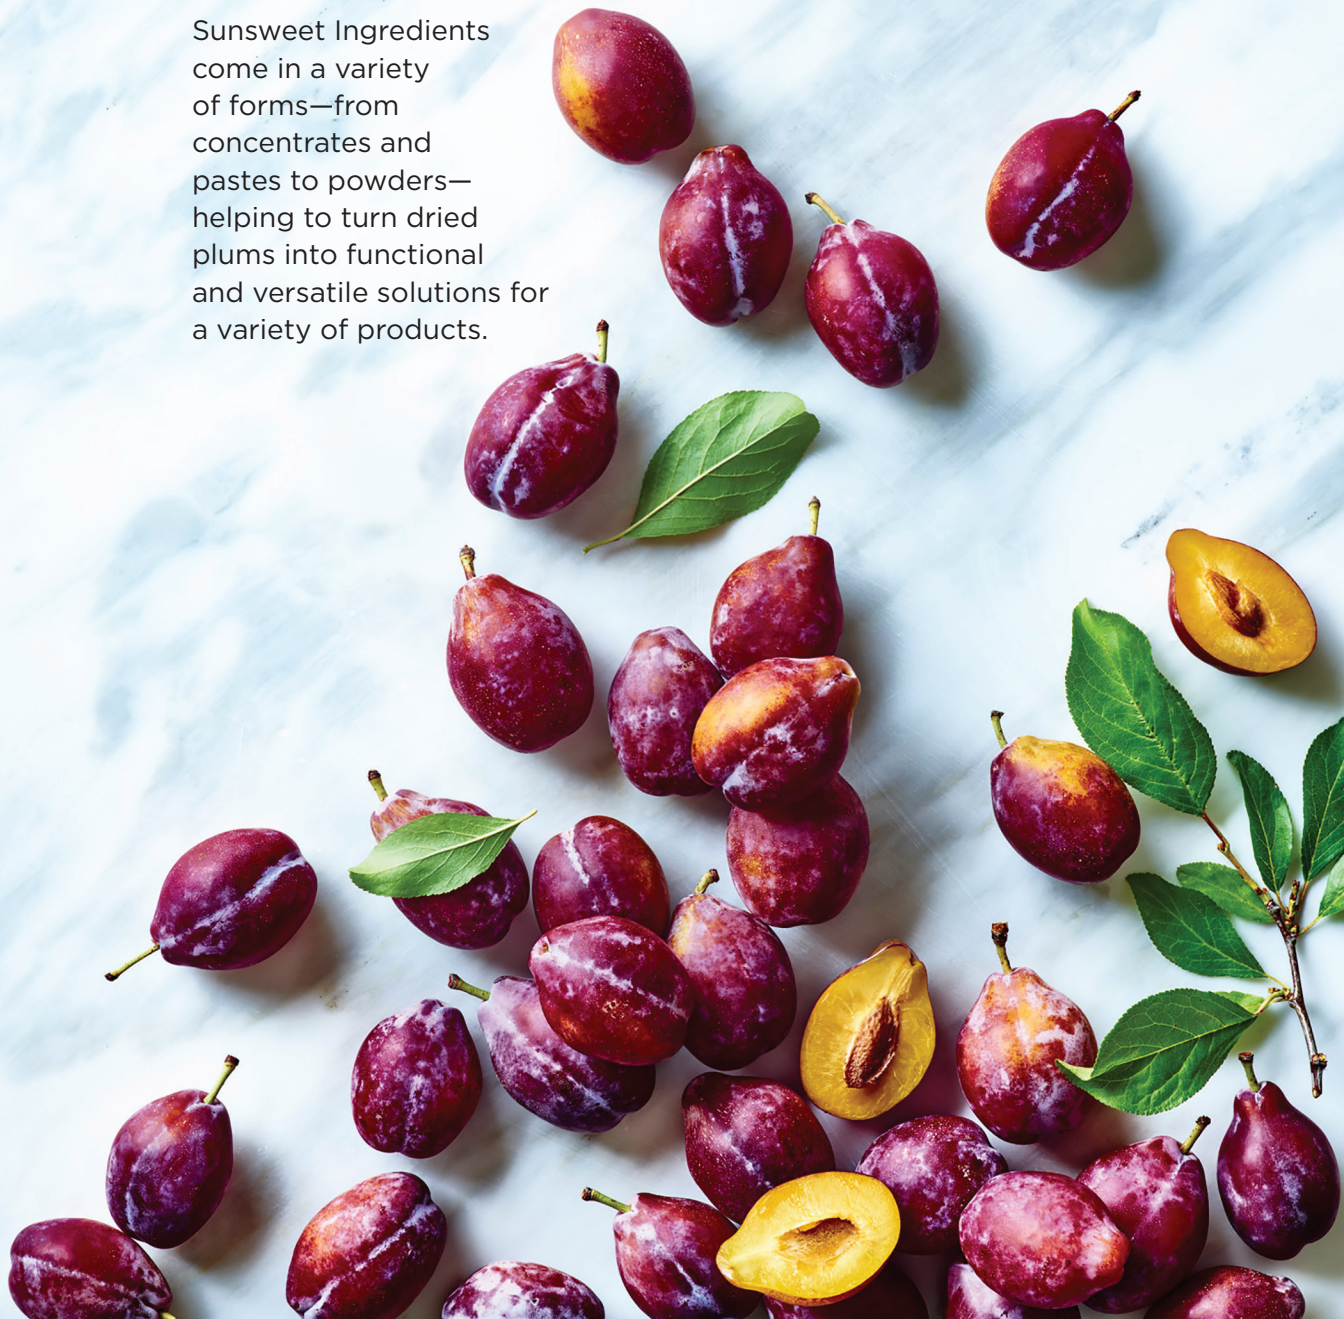 Sunsweet Ingredients
come in a variety
of forms—from
concentrates and
pastes to powders—
helping to turn dried
plums into functional
and versatile solutions for
a variety of products.